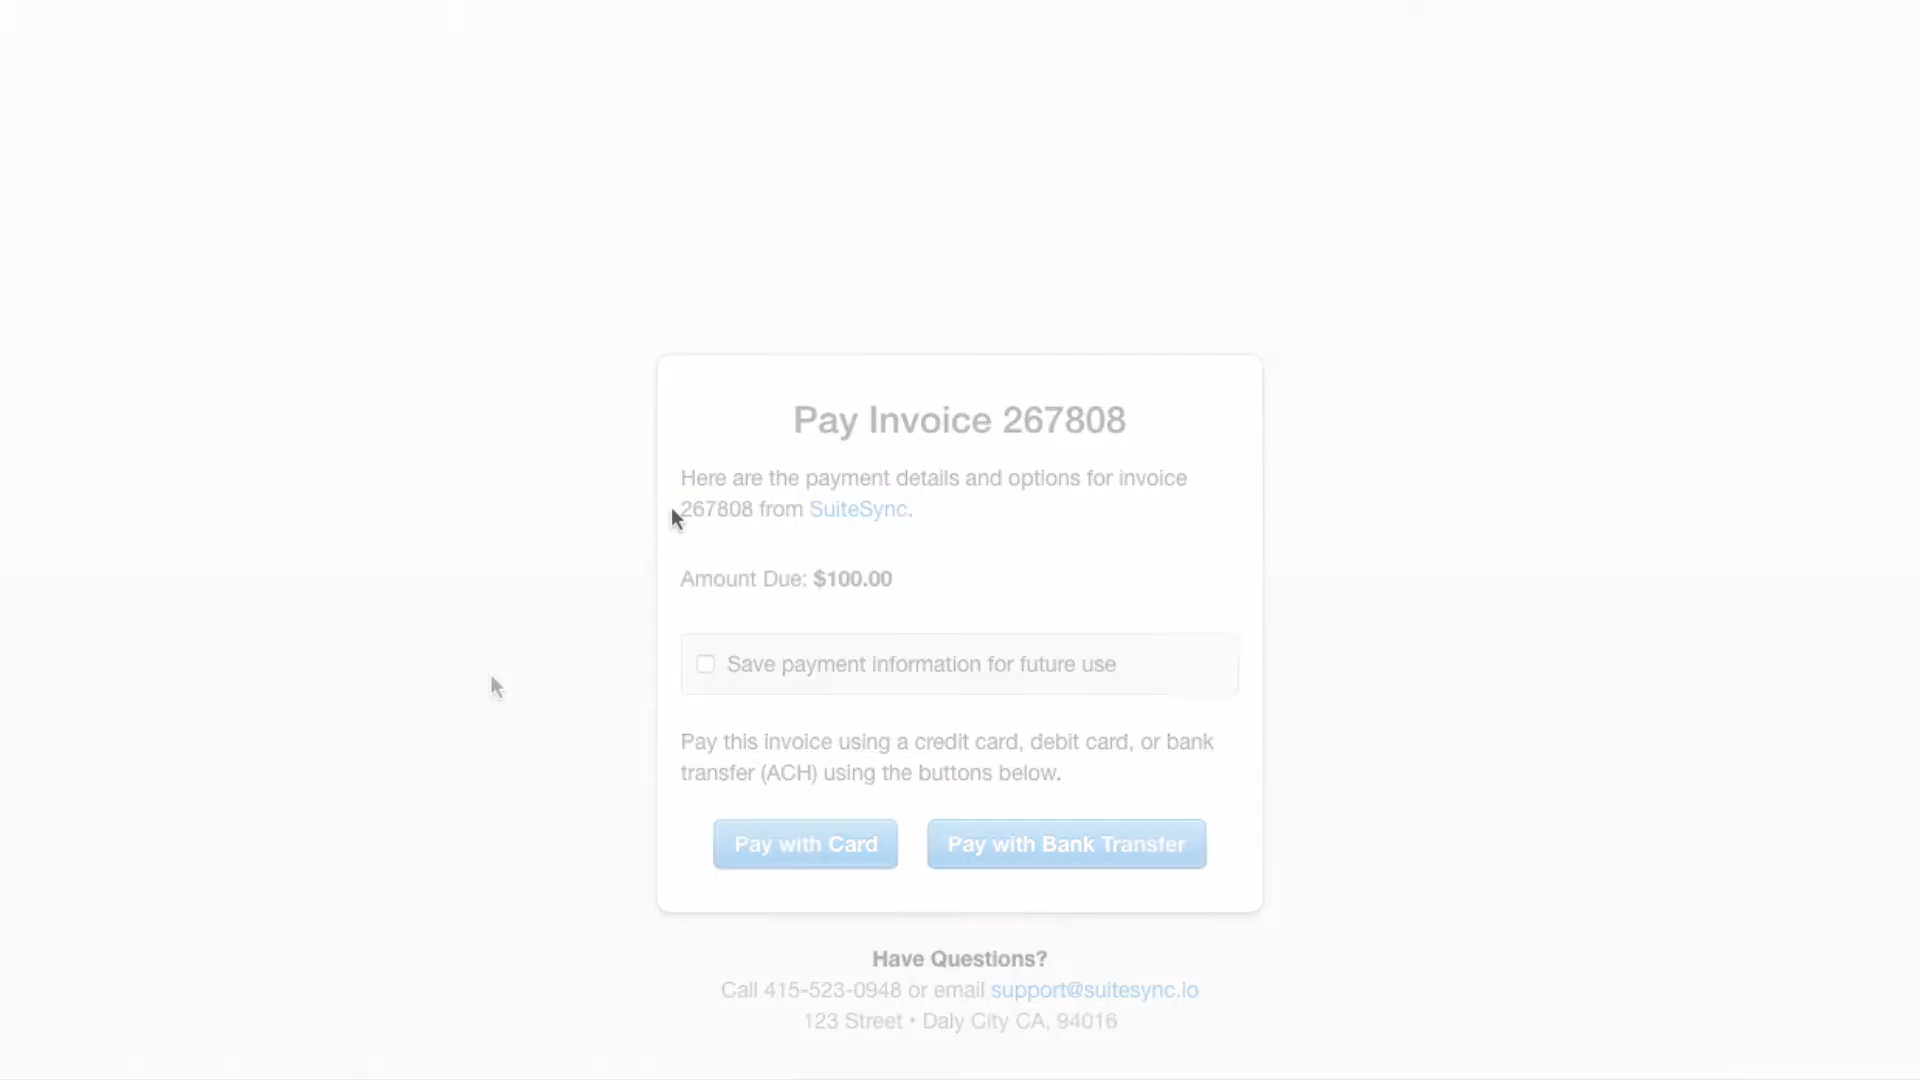 Pay Invoice 267808
Here are the payment details and options for invoice
267808 from SuiteSync.
Amount Due: $100.00
Save payment information for future use
Pay this invoice using a credit card, debit card, or bank
transfer (ACH) using the buttons below.
Pay with Card
Pay with Bank Transfer
Have Questions?
Call 415-523-0948 or email support@suitesync.io
123 Street • Daly City CA, 94016